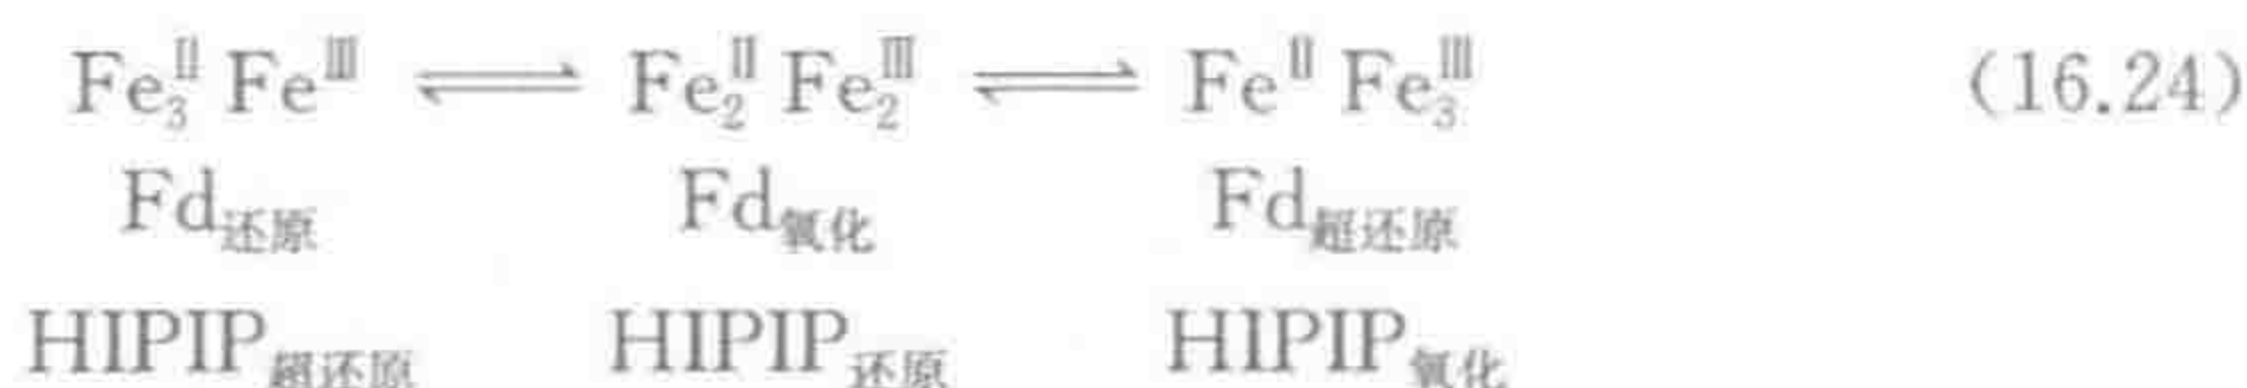 Fe₃ᴵᴵ Feᴵᴵᴵ ⇌ Fe₂ᴵᴵ Fe₂ᴵᴵᴵ ⇌ Feᴵᴵ Fe₃ᴵᴵᴵ (16.24)
Fd还原 Fd氧化 Fd超还原
HIPIP超还原 HIPIP还原 HIPIP氧化